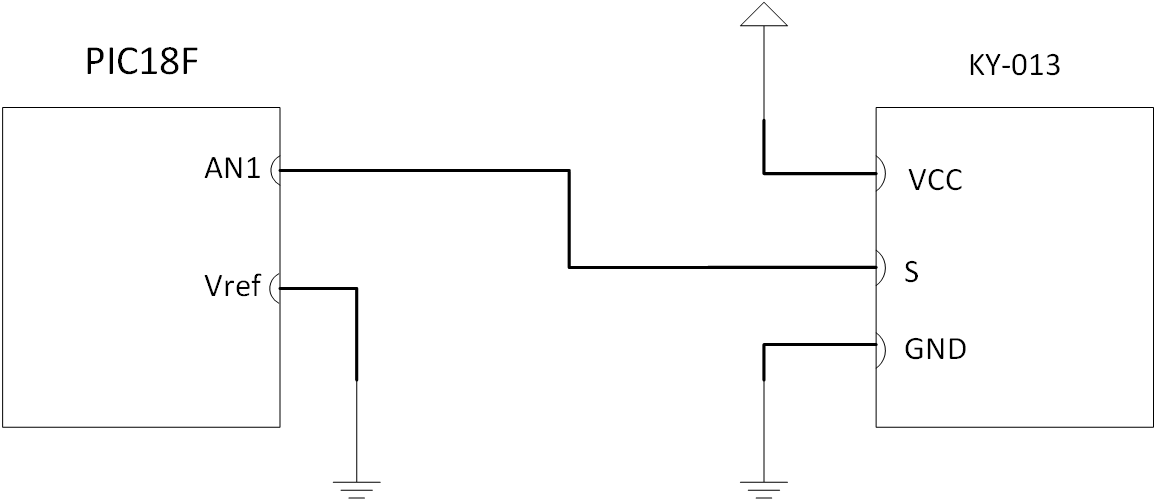 PIC18F
KY-013
AN1
Vref
VCC
S
GND